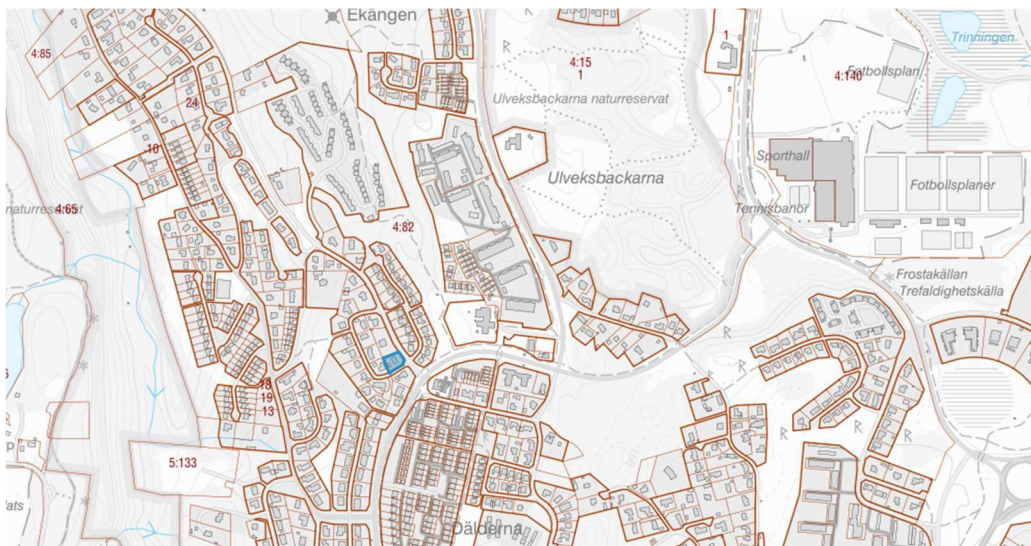 Ekängen
4:85
4:15
1
1
Trinningen
4:140
Fotbollsplan
24
Ulveksbackarna naturreservat
10
Sporthall
Ulveksbackarna
Fotbollsplaner
naturreservat
4:65
Tennisbanor
4:82
Frostakällan
Trefaldighetskälla
18
19
13
5:133
Dälderna